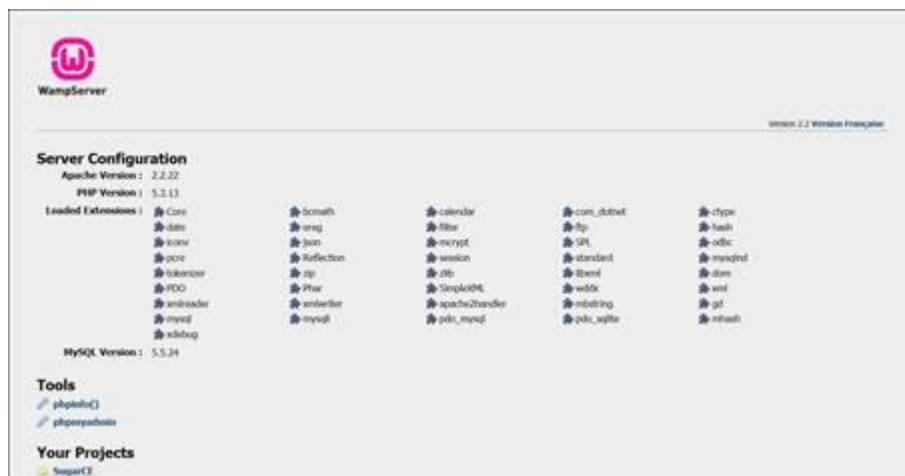 WampServer
Version 2.2 Version Française
Server Configuration
Apache Version : 2.2.22
PHP Version : 5.3.13
Loaded Extensions : Core bcmath calendar com_dotnet ctype
date ereg filter ftp hash
iconv json mcrypt SPL odbc
pcre Reflection session standard mysqlnd
tokenizer zip zlib libxml dom
PDO Phar SimpleXML wddx xml
xmlreader xmlwriter apache2handler mbstring gd
mysql mysqli pdo_mysql pdo_sqlite mhash
xdebug
MySQL Version : 5.5.24
Tools
phpinfo()
phpmyadmin
Your Projects
SugarCE